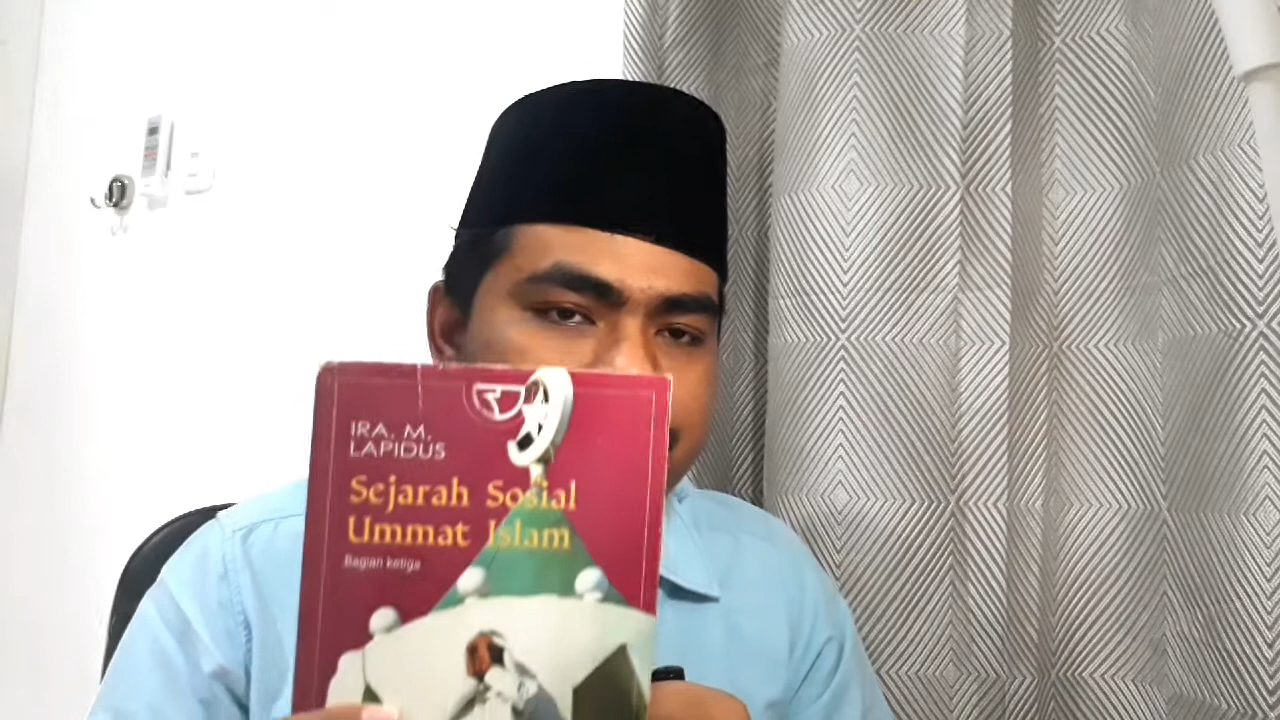 IRA. M.
LAPIDUS
Sejarah Sosial
Ummat Islam
Bagian ketiga